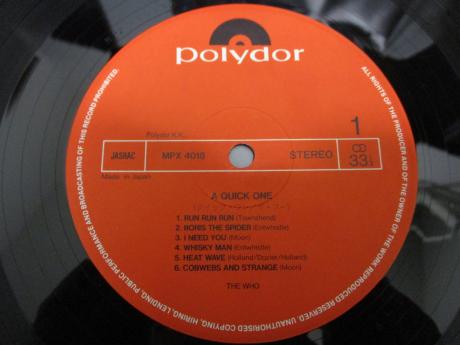 polydor
ALL RIGHTS OF THE PRODUCER AND OF THE OWNER OF THE WORK REPRODUCED RESERVED. UNAUTHORISED COPYING, HIRING, LENDING, PUBLIC PERFORMANCE AND BROADCASTING OF THIS RECORD PROHIBITED.
Polydor K.K.,
1
JASRAC
MPX 4018
STEREO
33⅓
Made in Japan
A QUICK ONE
1. RUN RUN RUN (Townshend)
2. BORIS THE SPIDER (Entwhistle)
3. I NEED YOU (Moon)
4. WHISKY MAN (Entwhistle)
5. HEAT WAVE (Holland/Dozier/Holland)
6. COBWEBS AND STRANGE (Moon)
THE WHO